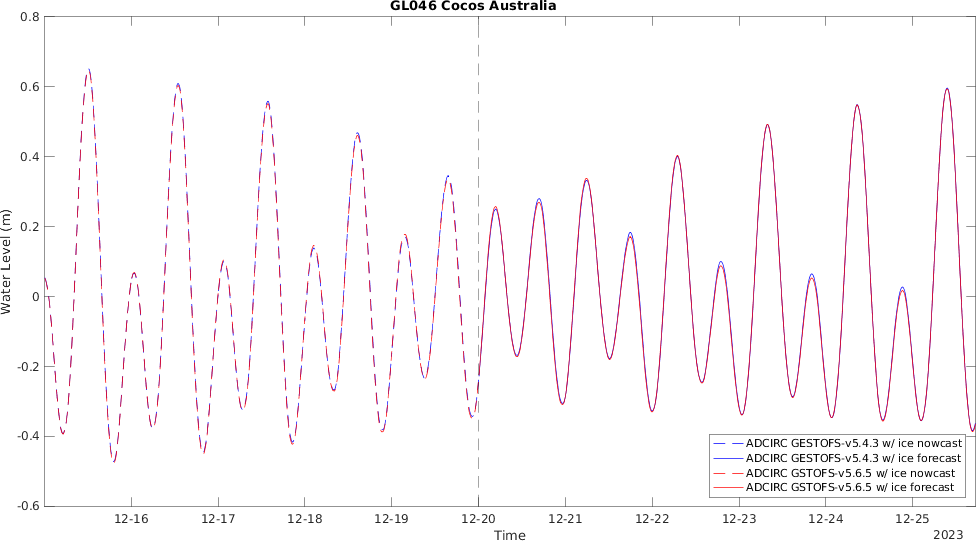 GL046 Cocos Australia
0.8
0.6
0.4
0.2
0
-0.2
-0.4
-0.6
Water Level (m)
12-16 12-17 12-18 12-19 12-20 12-21 12-22 12-23 12-24 12-25
Time
2023
ADCIRC GESTOFS-v5.4.3 w/ ice nowcast
ADCIRC GESTOFS-v5.4.3 w/ ice forecast
ADCIRC GSTOFS-v5.6.5 w/ ice nowcast
ADCIRC GSTOFS-v5.6.5 w/ ice forecast